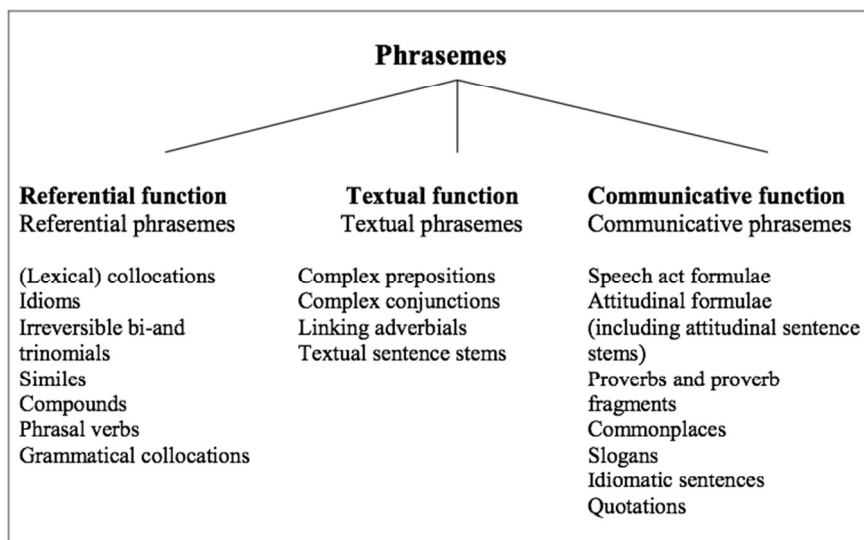 Phrasemes
Referential function
Referential phrasemes
(Lexical) collocations
Idioms
Irreversible bi-and
trinomials
Similes
Compounds
Phrasal verbs
Grammatical collocations
Textual function
Textual phrasemes
Complex prepositions
Complex conjunctions
Linking adverbials
Textual sentence stems
Communicative function
Communicative phrasemes
Speech act formulae
Attitudinal formulae
(including attitudinal sentence
stems)
Proverbs and proverb
fragments
Commonplaces
Slogans
Idiomatic sentences
Quotations